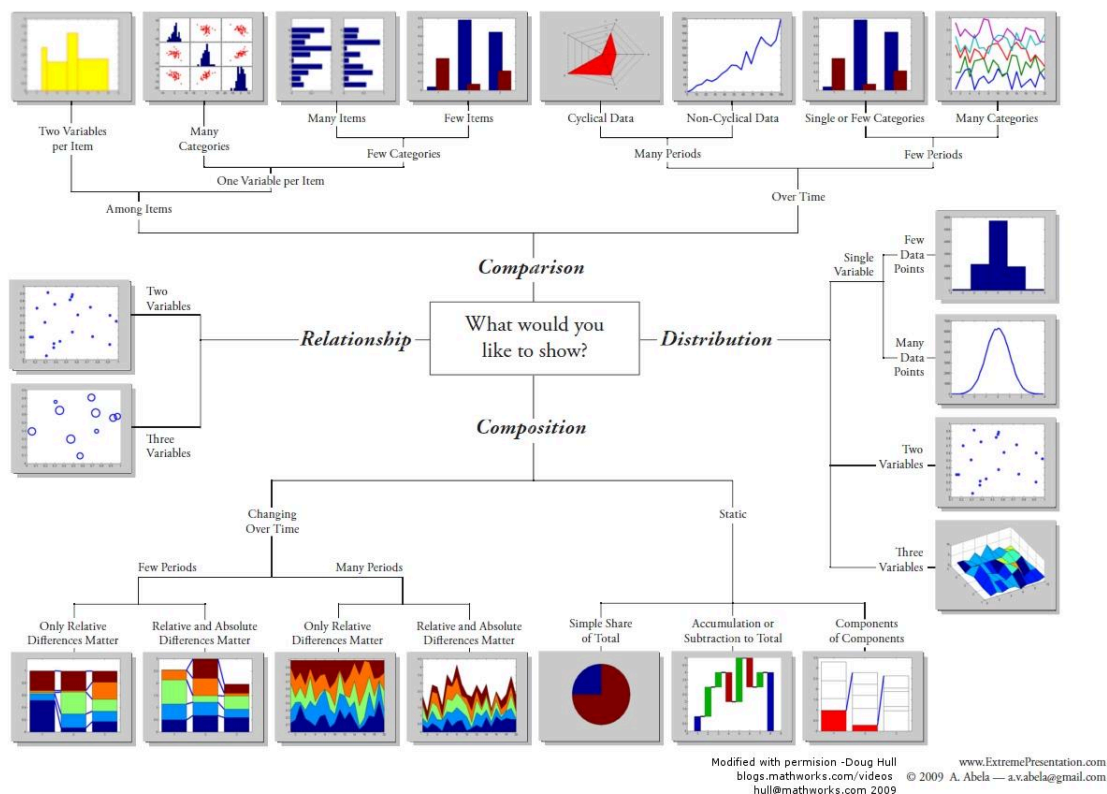 Two Variables
per Item
Many
Categories
Many Items
Few Items
Cyclical Data
Non-Cyclical Data
Single or Few Categories
Many Categories
Few Categories
Many Periods
Few Periods
One Variable per Item
Among Items
Over Time
Comparison
Two
Variables
Relationship
What would you
like to show?
Distribution
Single
Variable
Few
Data
Points
Many
Data
Points
Three
Variables
Composition
Two
Variables
Three
Variables
Changing
Over Time
Static
Few Periods
Many Periods
Only Relative
Differences Matter
Relative and Absolute
Differences Matter
Only Relative
Differences Matter
Relative and Absolute
Differences Matter
Simple Share
of Total
Accumulation or
Subtraction to Total
Components
of Components
Modified with permision -Doug Hull
blogs.mathworks.com/videos
hull@mathworks.com 2009
www.ExtremePresentation.com
© 2009 A. Abela — a.v.abela@gmail.com